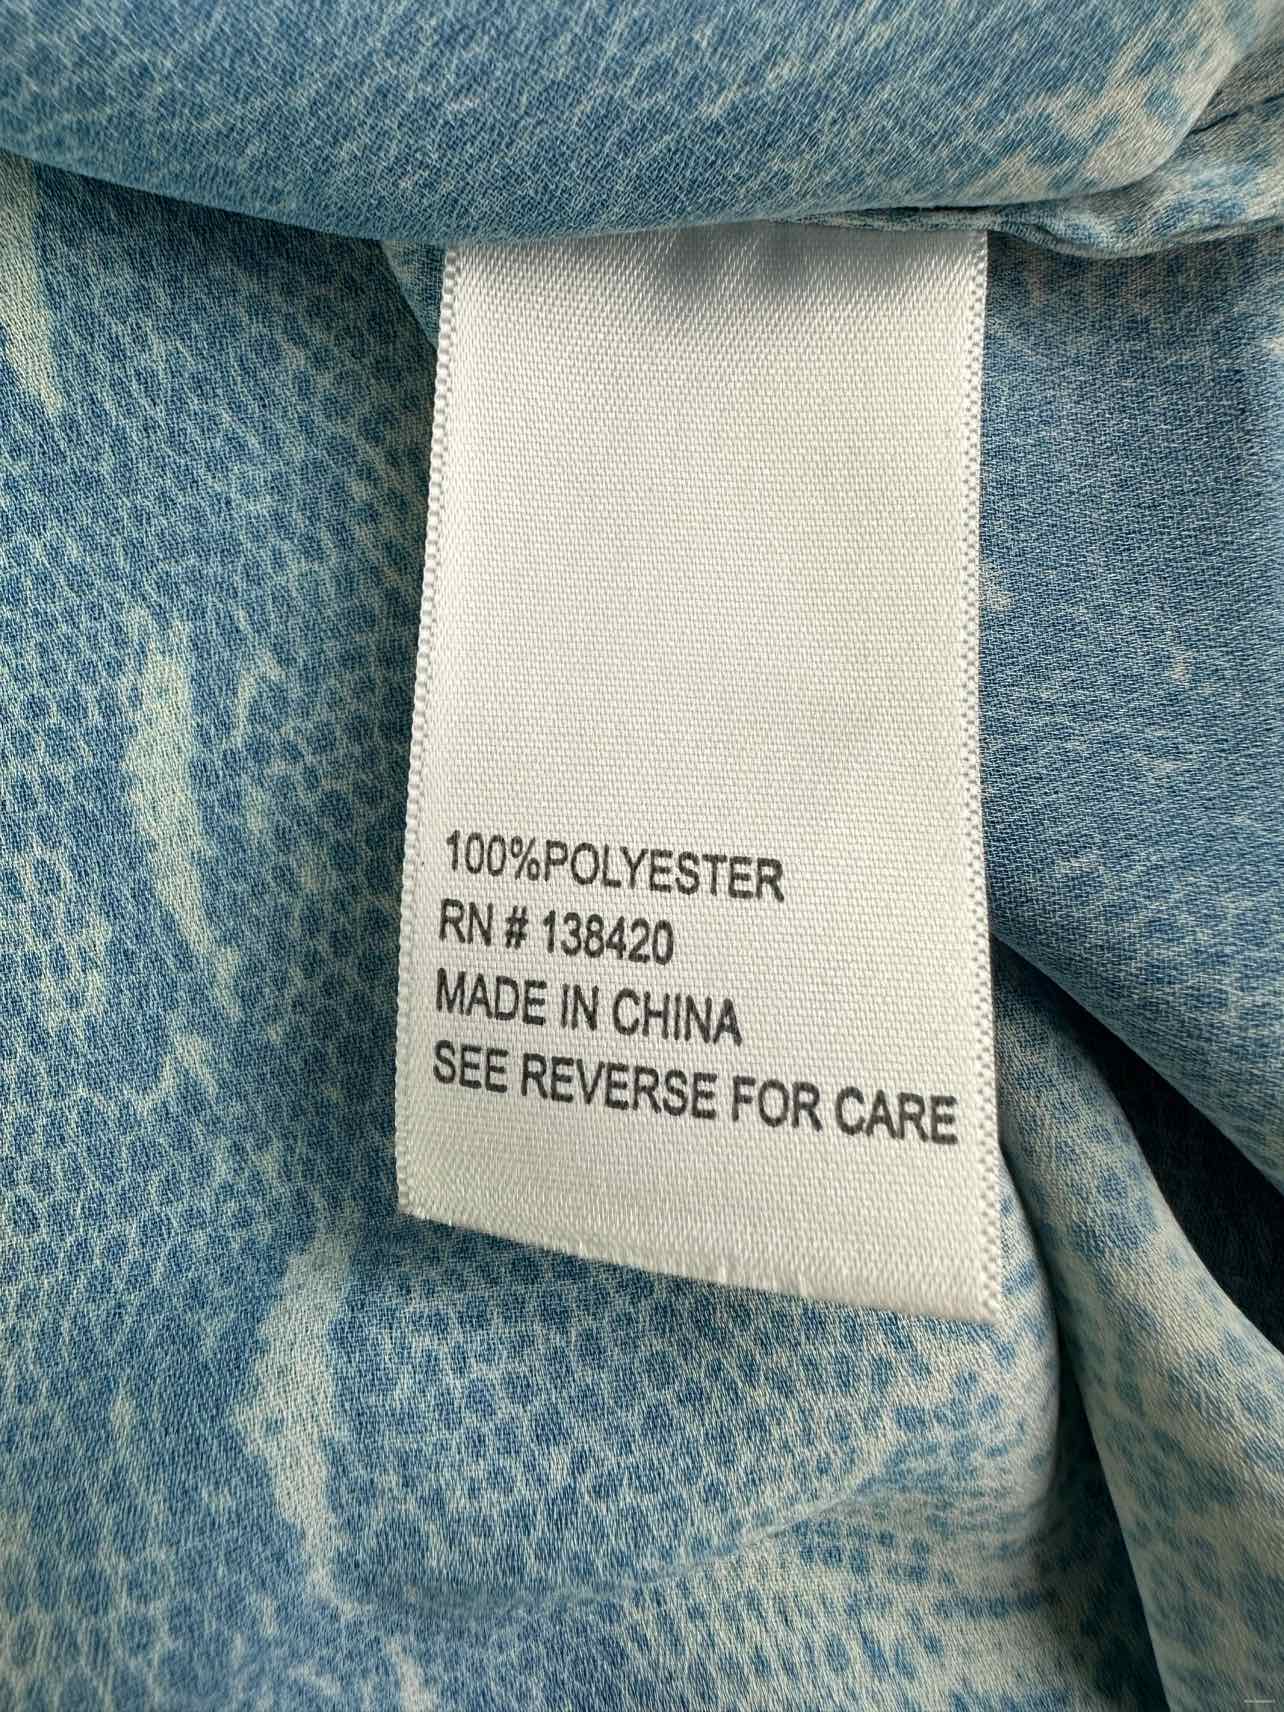 100%POLYESTER
RN # 138420
MADE IN CHINA
SEE REVERSE FOR CARE